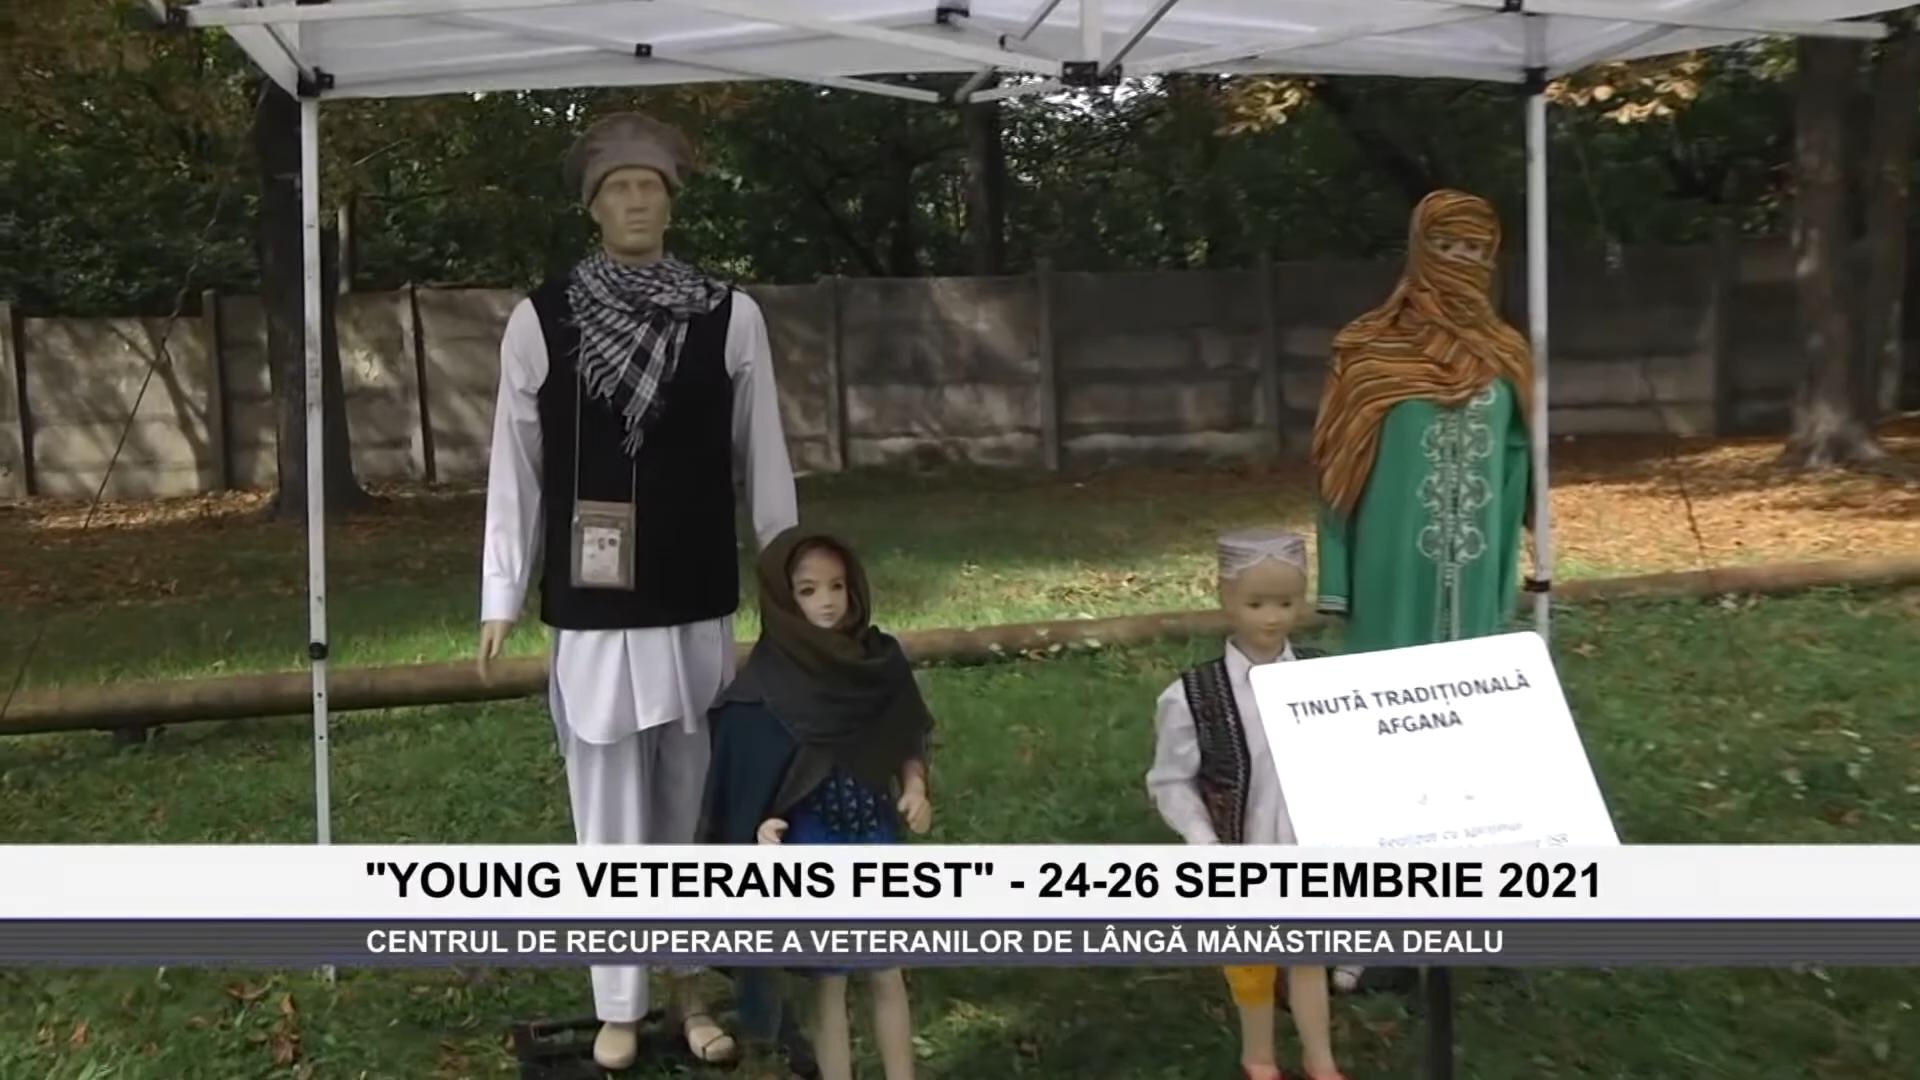 ȚINUTĂ TRADIȚIONALĂ
AFGANA
"YOUNG VETERANS FEST" - 24-26 SEPTEMBRIE 2021
CENTRUL DE RECUPERARE A VETERANILOR DE LÂNGĂ MĂNĂSTIREA DEALU